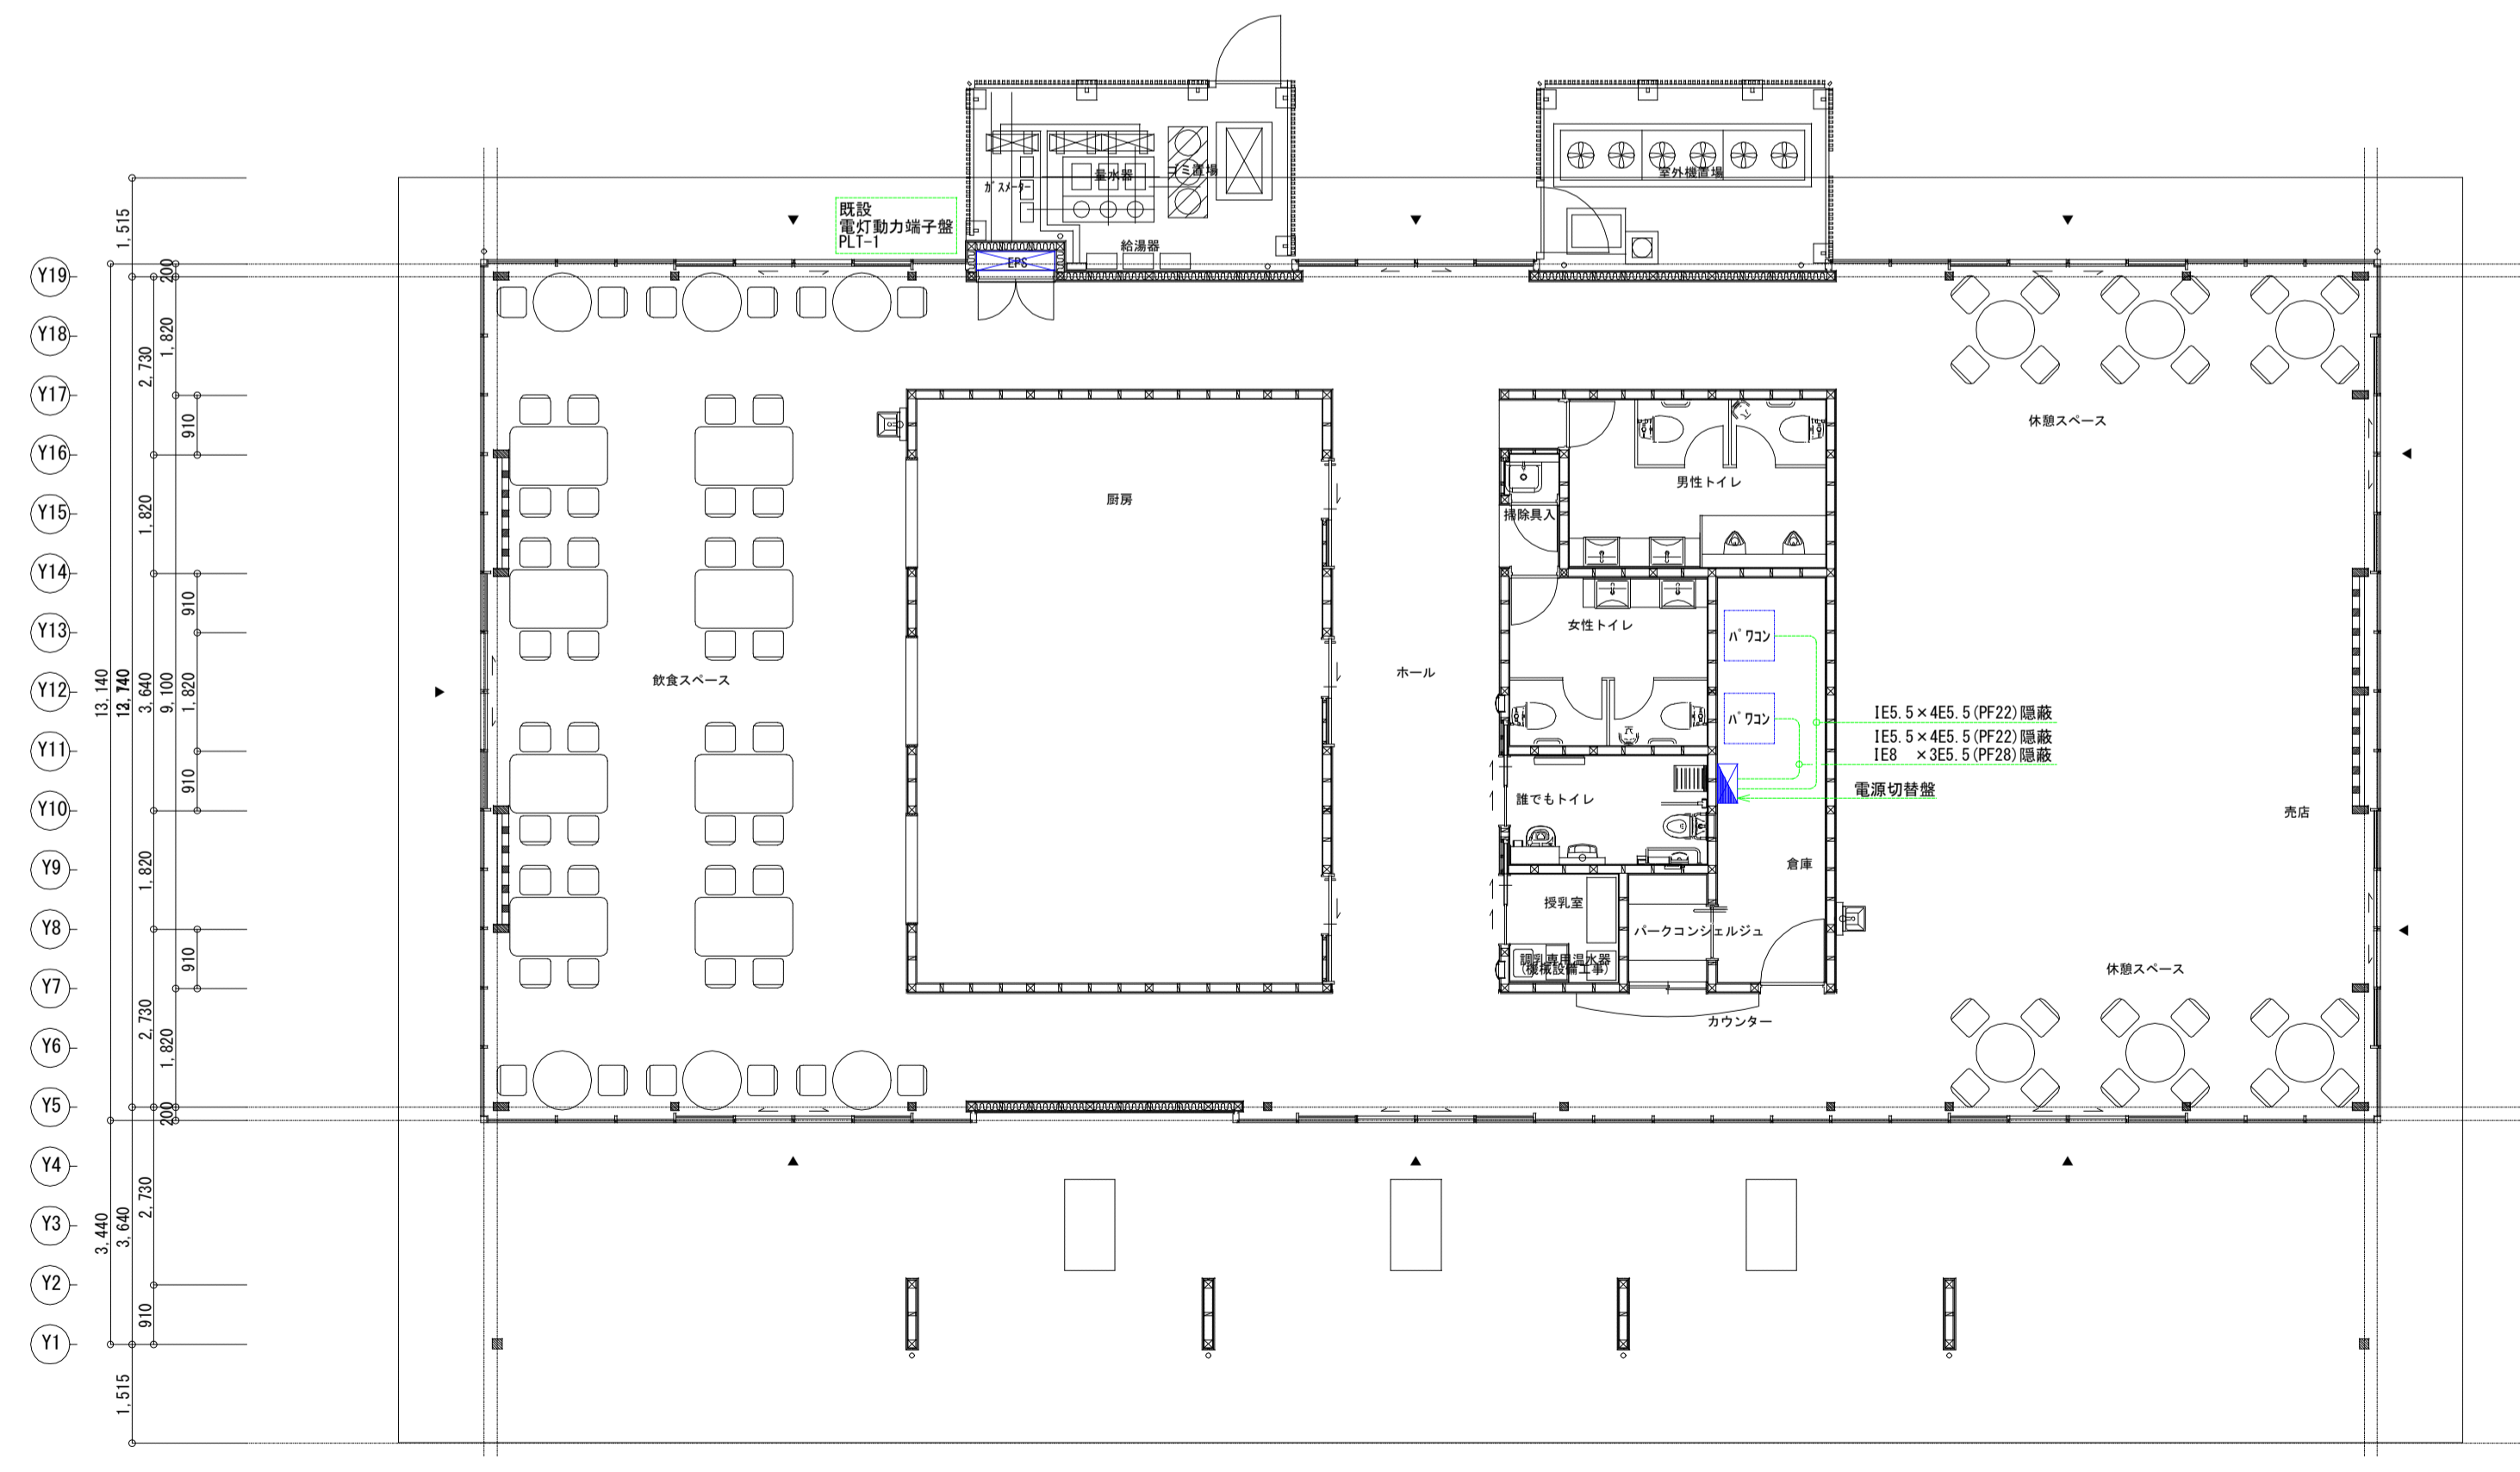 量水器
ゴミ置場
ガスメーター
室外機置場
既設
電灯動力端子盤
PLT-1
給湯器
EPS
Y19
Y18
Y17
Y16
Y15
Y14
Y13
Y12
Y11
Y10
Y9
Y8
Y7
Y6
Y5
Y4
Y3
Y2
Y1
1,515
200
1,820
2,730
910
1,820
910
13,140
3,640
9,100
1,820
910
1,820
910
2,730
1,820
200
2,730
3,440
3,640
910
1,515
休憩スペース
厨房
男性トイレ
掃除具入
女性トイレ
パワコン
飲食スペース
ホール
パワコン
IE5.5×4E5.5(PF22)隠蔽
IE5.5×4E5.5(PF22)隠蔽
IE8 ×3E5.5(PF28)隠蔽
電源切替盤
誰でもトイレ
売店
倉庫
授乳室
パークコンシェルジュ
調乳専用温水器
(機械設備工事)
休憩スペース
カウンター